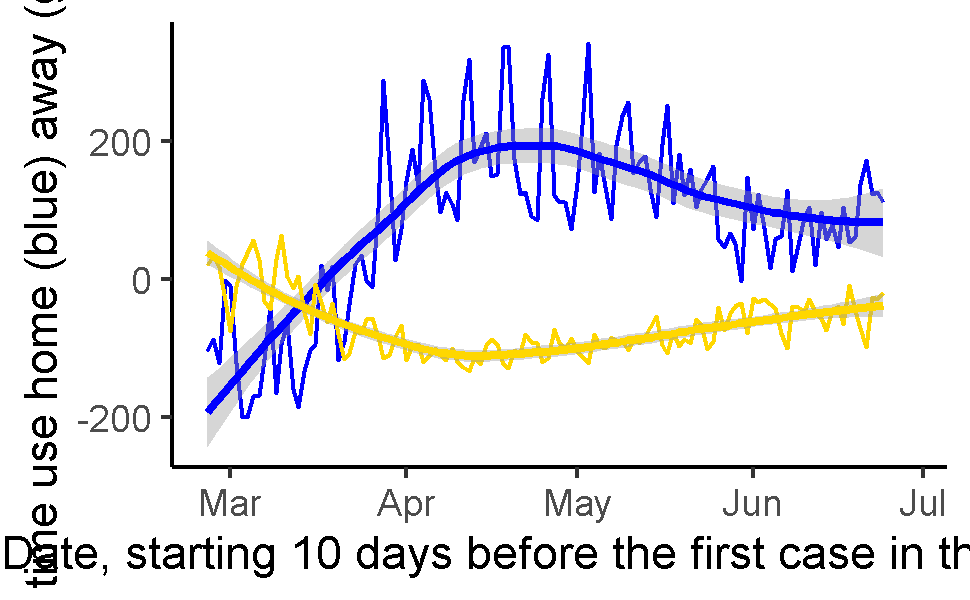 time use home (blue) away (
200
0
-200
Mar Apr May Jun Jul
Date, starting 10 days before the first case in th